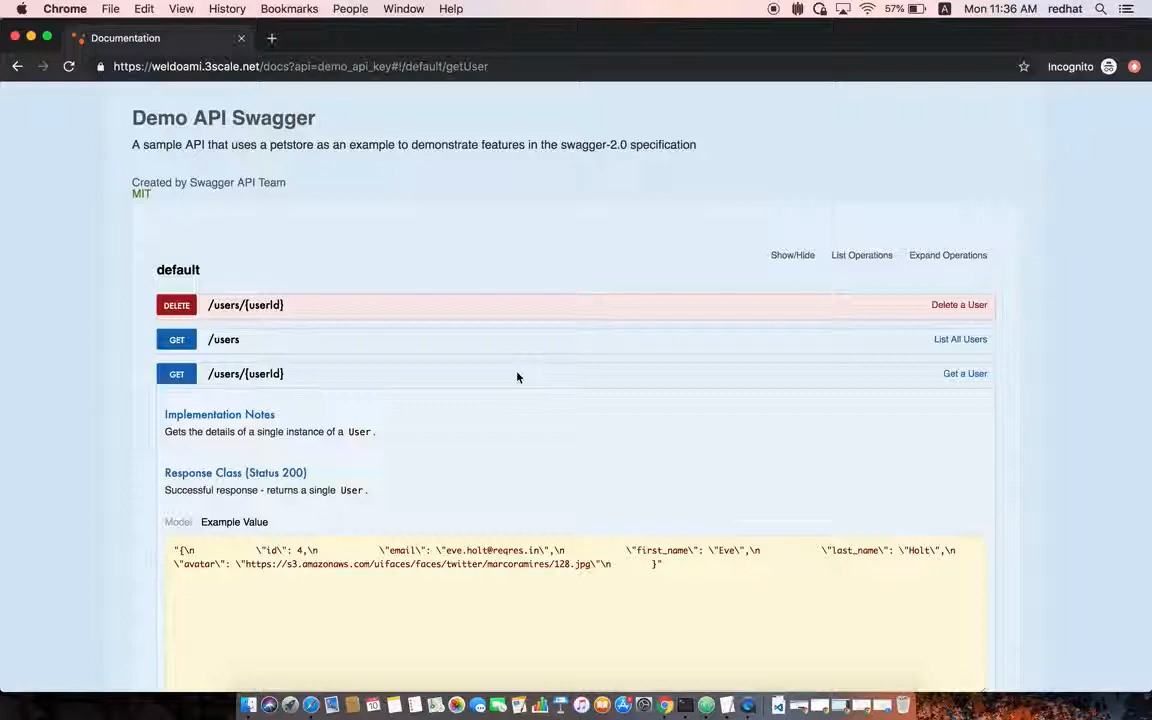 Chrome File Edit View History Bookmarks People Window Help 57% A Mon 11:36 AM redhat
Documentation
https://weldoami.3scale.net/docs?api=demo_api_key#!/default/getUser Incognito
Demo API Swagger
A sample API that uses a petstore as an example to demonstrate features in the swagger-2.0 specification
Created by Swagger API Team
MIT
default Show/Hide List Operations Expand Operations
DELETE /users/{userId} Delete a User
GET /users List All Users
GET /users/{userId} Get a User
Implementation Notes
Gets the details of a single instance of a User.
Response Class (Status 200)
Successful response - returns a single User.
Model Example Value
"{\n \"id\": 4,\n \"email\": \"eve.holt@reqres.in\",\n \"first_name\": \"Eve\",\n \"last_name\": \"Holt\",\n
\"avatar\": \"https://s3.amazonaws.com/uifaces/faces/twitter/marcoramires/128.jpg\"\n }"